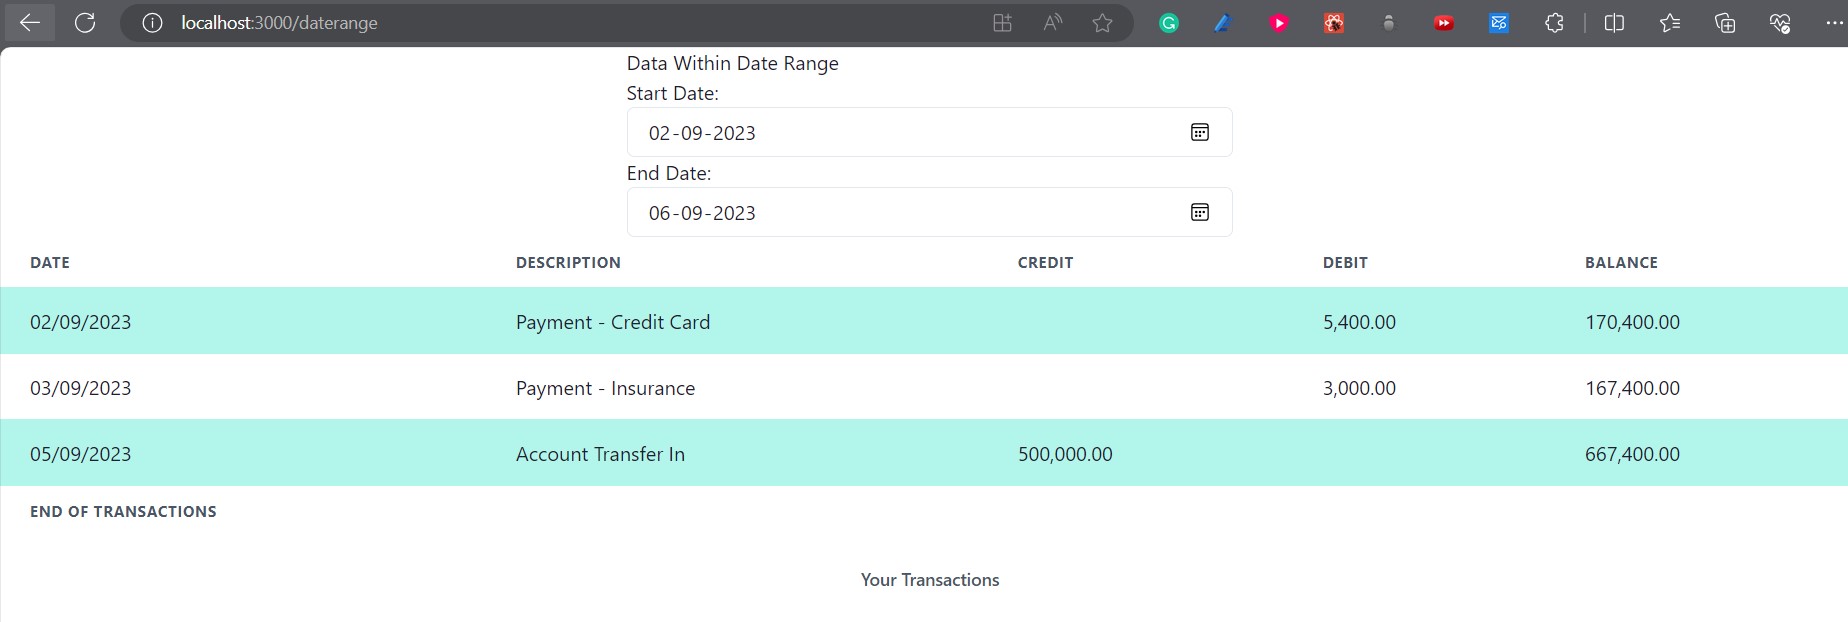 localhost:3000/daterange
Data Within Date Range
Start Date:
02-09-2023
End Date:
06-09-2023
DATE DESCRIPTION CREDIT DEBIT BALANCE
02/09/2023 Payment - Credit Card 5,400.00 170,400.00
03/09/2023 Payment - Insurance 3,000.00 167,400.00
05/09/2023 Account Transfer In 500,000.00 667,400.00
END OF TRANSACTIONS
Your Transactions